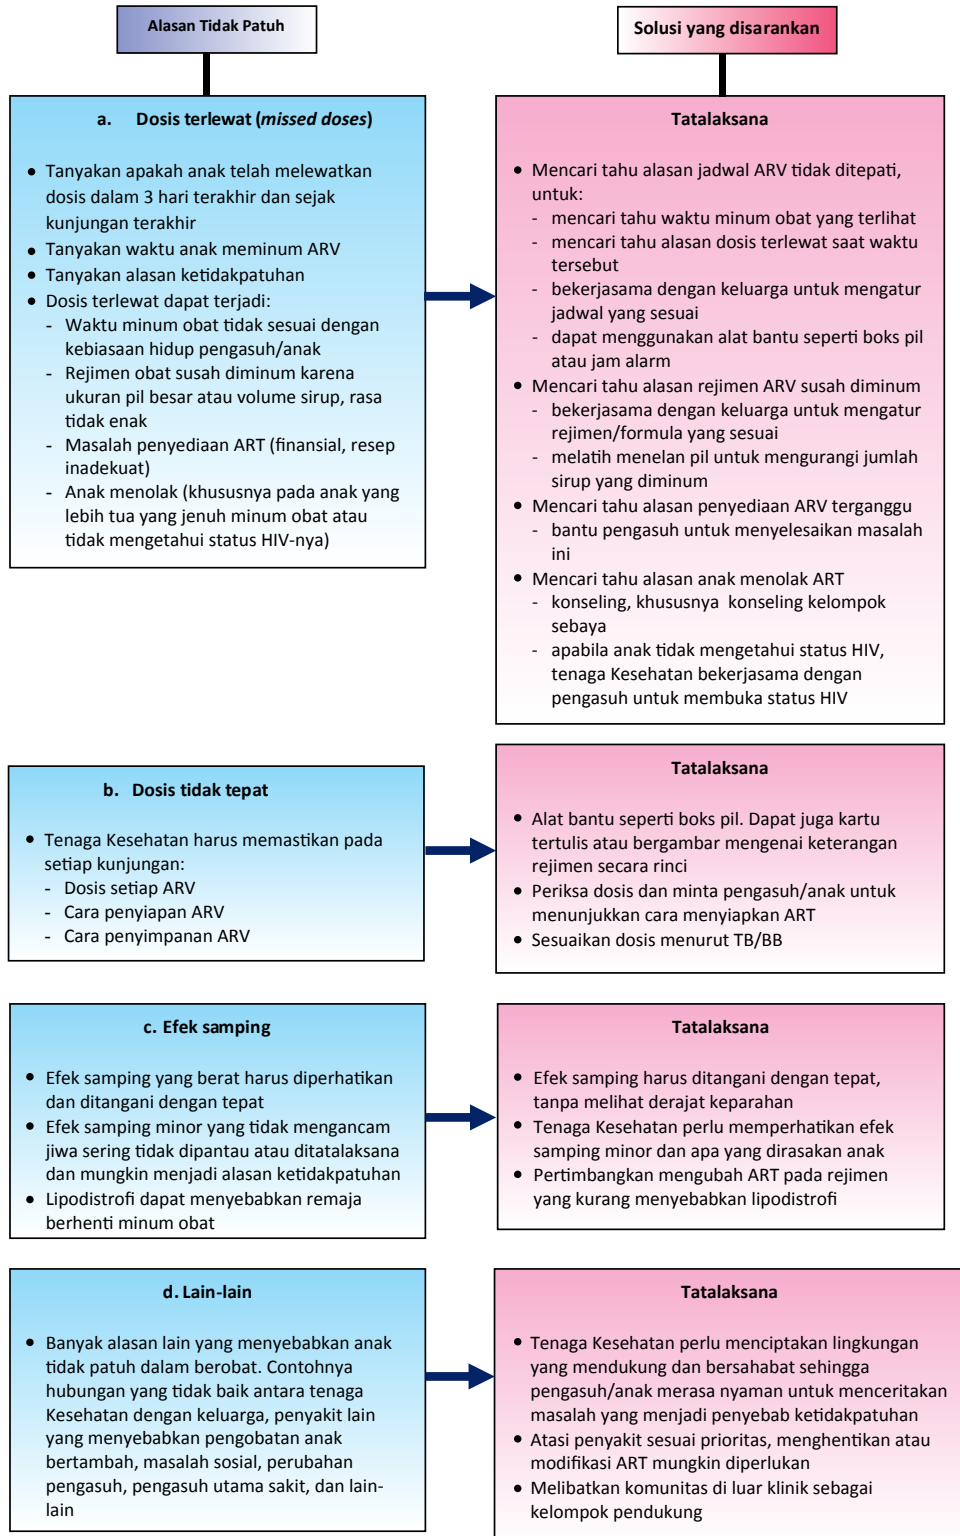 Alasan Tidak Patuh
Solusi yang disarankan
a. Dosis terlewat (missed doses)
• Tanyakan apakah anak telah melewatkan
dosis dalam 3 hari terakhir dan sejak
kunjungan terakhir
• Tanyakan waktu anak meminum ARV
• Tanyakan alasan ketidakpatuhan
• Dosis terlewat dapat terjadi:
- Waktu minum obat tidak sesuai dengan
kebiasaan hidup pengasuh/anak
- Rejimen obat susah diminum karena
ukuran pil besar atau volume sirup, rasa
tidak enak
- Masalah penyediaan ART (finansial, resep
inadekuat)
- Anak menolak (khususnya pada anak yang
lebih tua yang jenuh minum obat atau
tidak mengetahui status HIV-nya)
Tatalaksana
• Mencari tahu alasan jadwal ARV tidak ditepati,
untuk:
- mencari tahu waktu minum obat yang terlihat
- mencari tahu alasan dosis terlewat saat waktu
tersebut
- bekerjasama dengan keluarga untuk mengatur
jadwal yang sesuai
- dapat menggunakan alat bantu seperti boks pil
atau jam alarm
• Mencari tahu alasan rejimen ARV susah diminum
- bekerjasama dengan keluarga untuk mengatur
rejimen/formula yang sesuai
- melatih menelan pil untuk mengurangi jumlah
sirup yang diminum
• Mencari tahu alasan penyediaan ARV terganggu
- bantu pengasuh untuk menyelesaikan masalah
ini
• Mencari tahu alasan anak menolak ART
- konseling, khususnya konseling kelompok
sebaya
- apabila anak tidak mengetahui status HIV,
tenaga Kesehatan bekerjasama dengan
pengasuh untuk membuka status HIV
b. Dosis tidak tepat
• Tenaga Kesehatan harus memastikan pada
setiap kunjungan:
- Dosis setiap ARV
- Cara penyiapan ARV
- Cara penyimpanan ARV
Tatalaksana
• Alat bantu seperti boks pil. Dapat juga kartu
tertulis atau bergambar mengenai keterangan
rejimen secara rinci
• Periksa dosis dan minta pengasuh/anak untuk
menunjukkan cara menyiapkan ART
• Sesuaikan dosis menurut TB/BB
c. Efek samping
• Efek samping yang berat harus diperhatikan
dan ditangani dengan tepat
• Efek samping minor yang tidak mengancam
jiwa sering tidak dipantau atau ditatalaksana
dan mungkin menjadi alasan ketidakpatuhan
• Lipodistrofi dapat menyebabkan remaja
berhenti minum obat
Tatalaksana
• Efek samping harus ditangani dengan tepat,
tanpa melihat derajat keparahan
• Tenaga Kesehatan perlu memperhatikan efek
samping minor dan apa yang dirasakan anak
• Pertimbangkan mengubah ART pada rejimen
yang kurang menyebabkan lipodistrofi
d. Lain-lain
• Banyak alasan lain yang menyebabkan anak
tidak patuh dalam berobat. Contohnya
hubungan yang tidak baik antara tenaga
Kesehatan dengan keluarga, penyakit lain
yang menyebabkan pengobatan anak
bertambah, masalah sosial, perubahan
pengasuh, pengasuh utama sakit, dan lain-
lain
Tatalaksana
• Tenaga Kesehatan perlu menciptakan lingkungan
yang mendukung dan bersahabat sehingga
pengasuh/anak merasa nyaman untuk menceritakan
masalah yang menjadi penyebab ketidakpatuhan
• Atasi penyakit sesuai prioritas, menghentikan atau
modifikasi ART mungkin diperlukan
• Melibatkan komunitas di luar klinik sebagai
kelompok pendukung